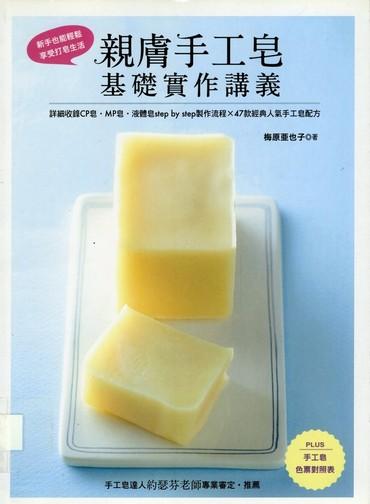 新手也能輕鬆
享受打皂生活
親膚手工皂
基礎實作講義
詳細收錄CP皂・MP皂・液體皂step by step製作流程×47款經典人氣手工皂配方
梅原亜也子◎著
PLUS
手工皂
色票對照表
手工皂達人約瑟芬老師專業審定・推薦